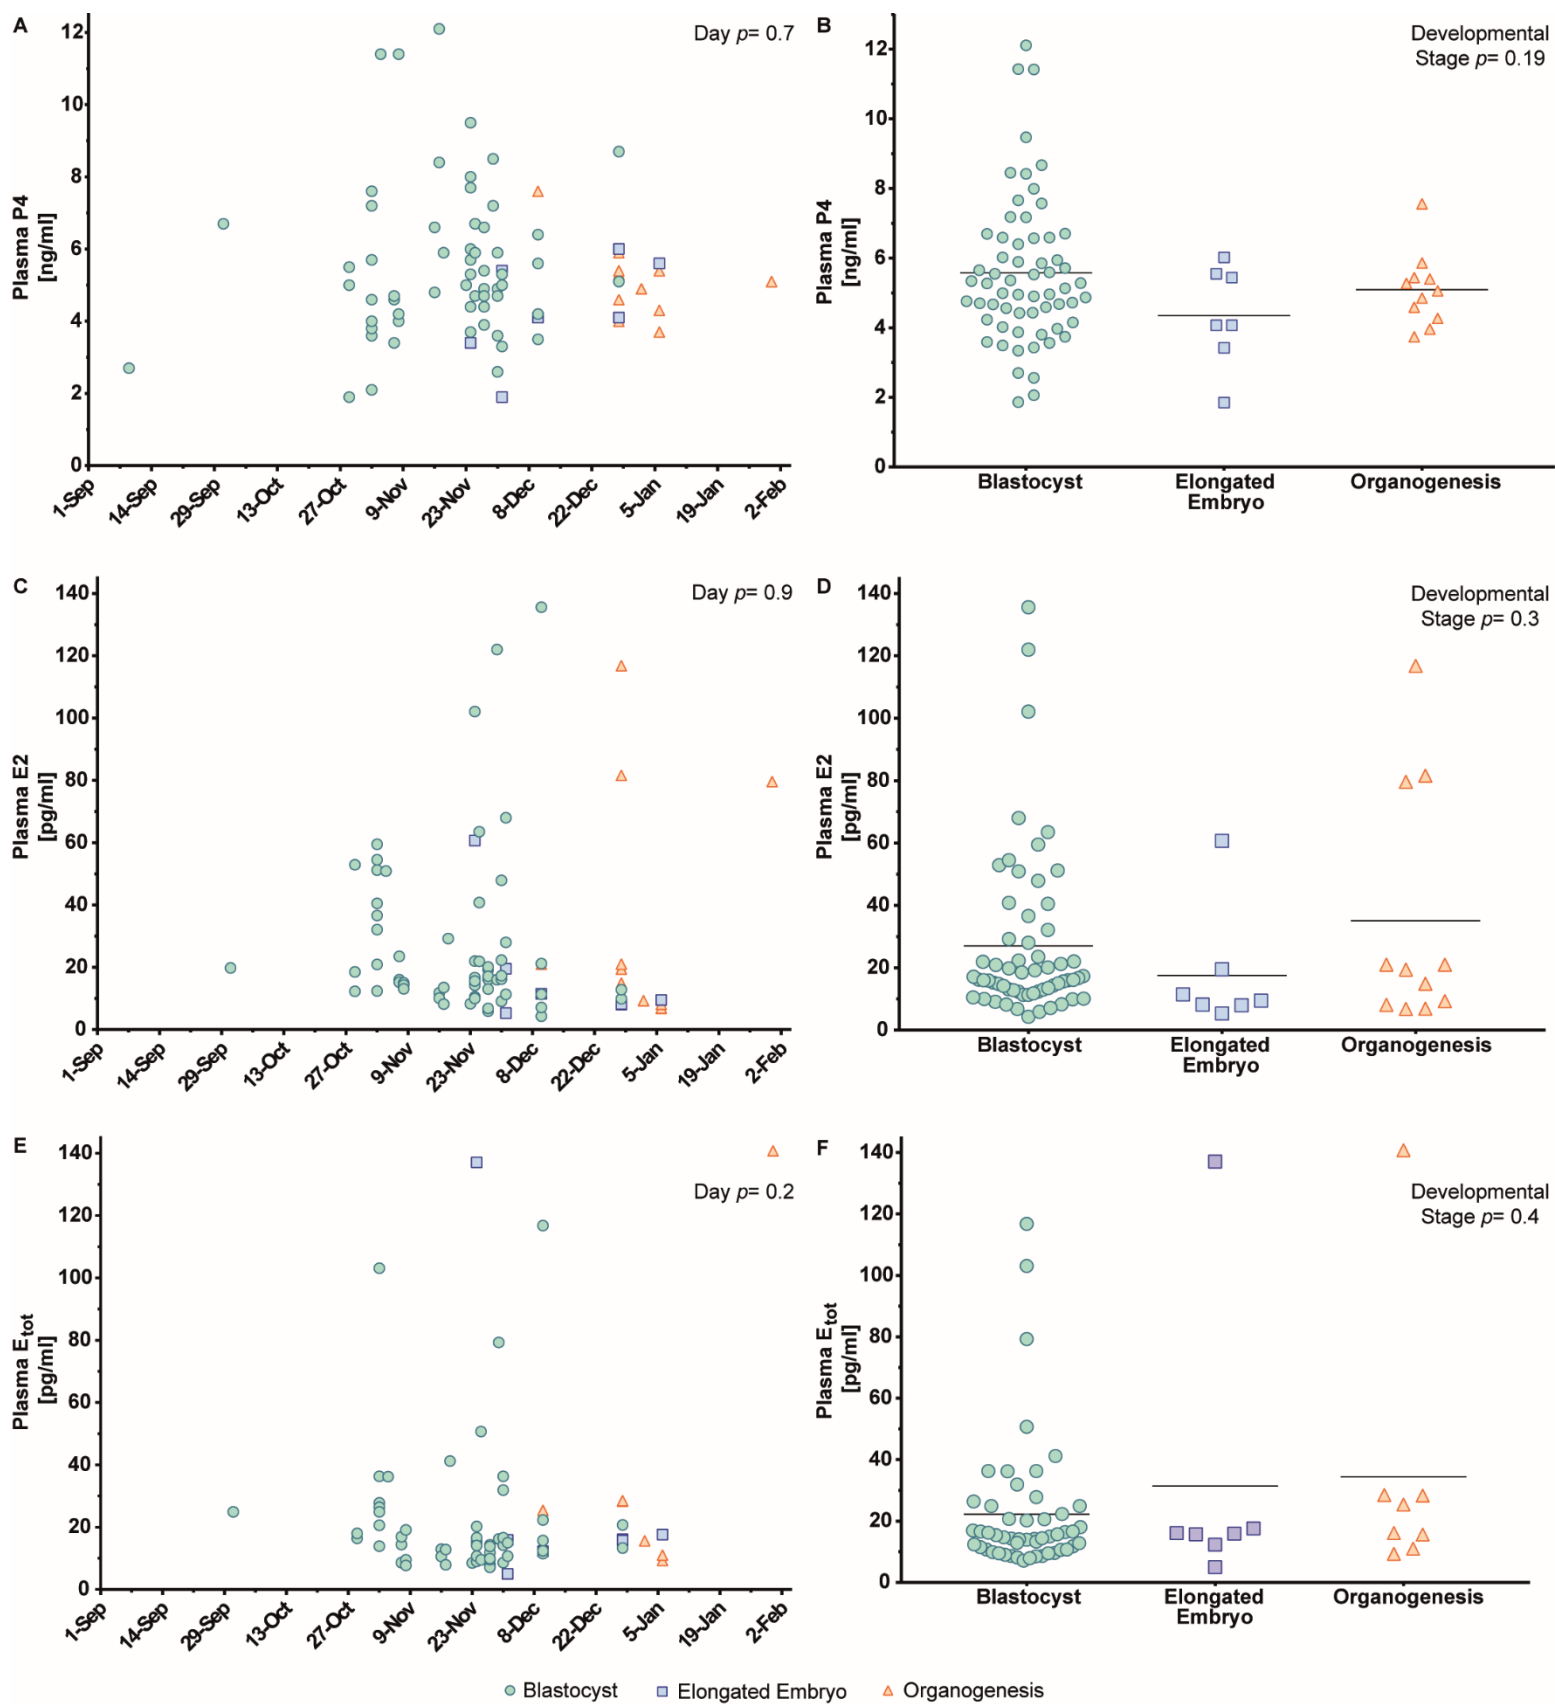 A
Day p= 0.7
Plasma P4
[ng/ml]
12
10
8
6
4
2
0
1-Sep
14-Sep
29-Sep
13-Oct
27-Oct
9-Nov
23-Nov
8-Dec
22-Dec
5-Jan
19-Jan
2-Feb
B
Developmental
Stage p= 0.19
Plasma P4
[ng/ml]
12
10
8
6
4
2
0
Blastocyst
Elongated
Embryo
Organogenesis
C
Day p= 0.9
Plasma E2
[pg/ml]
140
120
100
80
60
40
20
0
1-Sep
14-Sep
29-Sep
13-Oct
27-Oct
9-Nov
23-Nov
8-Dec
22-Dec
5-Jan
19-Jan
2-Feb
D
Developmental
Stage p= 0.3
Plasma E2
[pg/ml]
140
120
100
80
60
40
20
0
Blastocyst
Elongated
Embryo
Organogenesis
E
Day p= 0.2
Plasma Etot
[pg/ml]
140
120
100
80
60
40
20
0
1-Sep
14-Sep
29-Sep
13-Oct
27-Oct
9-Nov
23-Nov
8-Dec
22-Dec
5-Jan
19-Jan
2-Feb
F
Developmental
Stage p= 0.4
Plasma Etot
[pg/ml]
140
120
100
80
60
40
20
0
Blastocyst
Elongated
Embryo
Organogenesis
Blastocyst
Elongated Embryo
Organogenesis